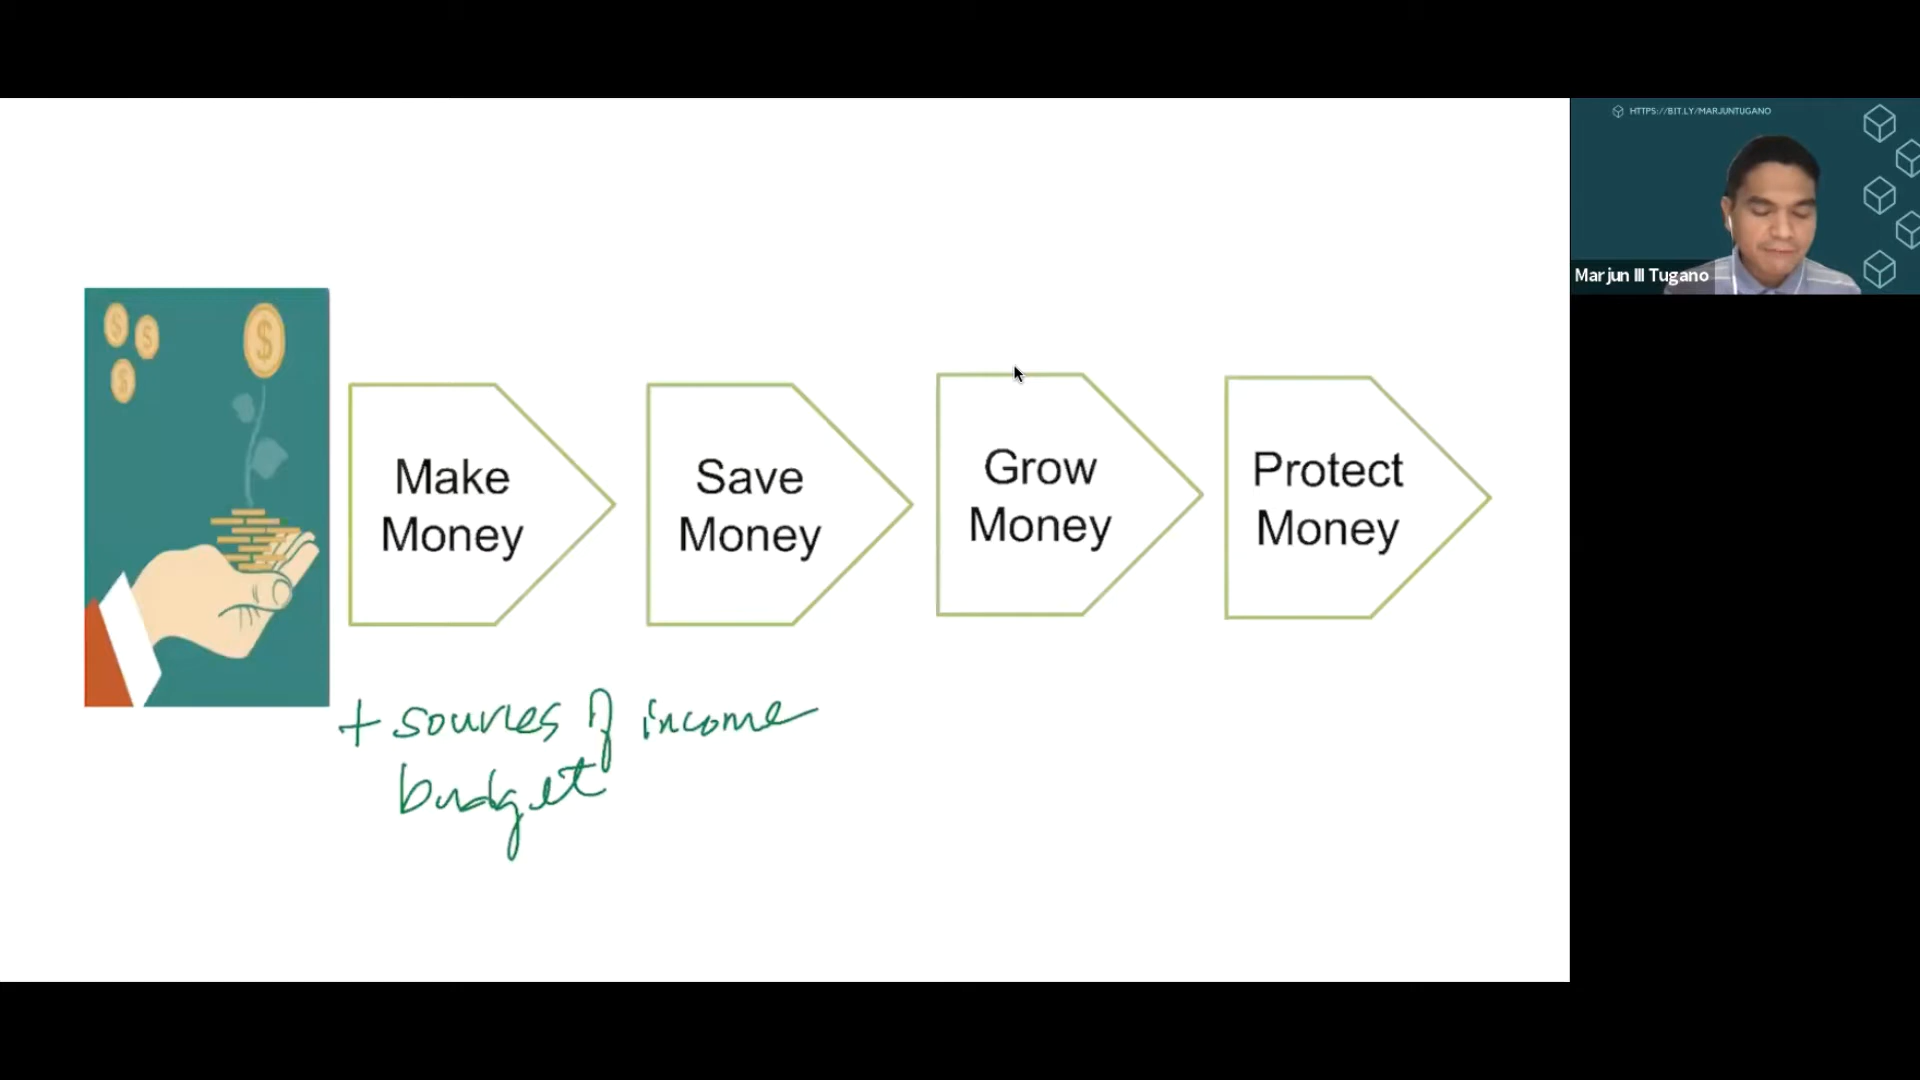 HTTPS://BIT.LY/MARJUNTUGANO
Marjun III Tugano
Make
Money
Save
Money
Grow
Money
Protect
Money
+ sources of income
budget